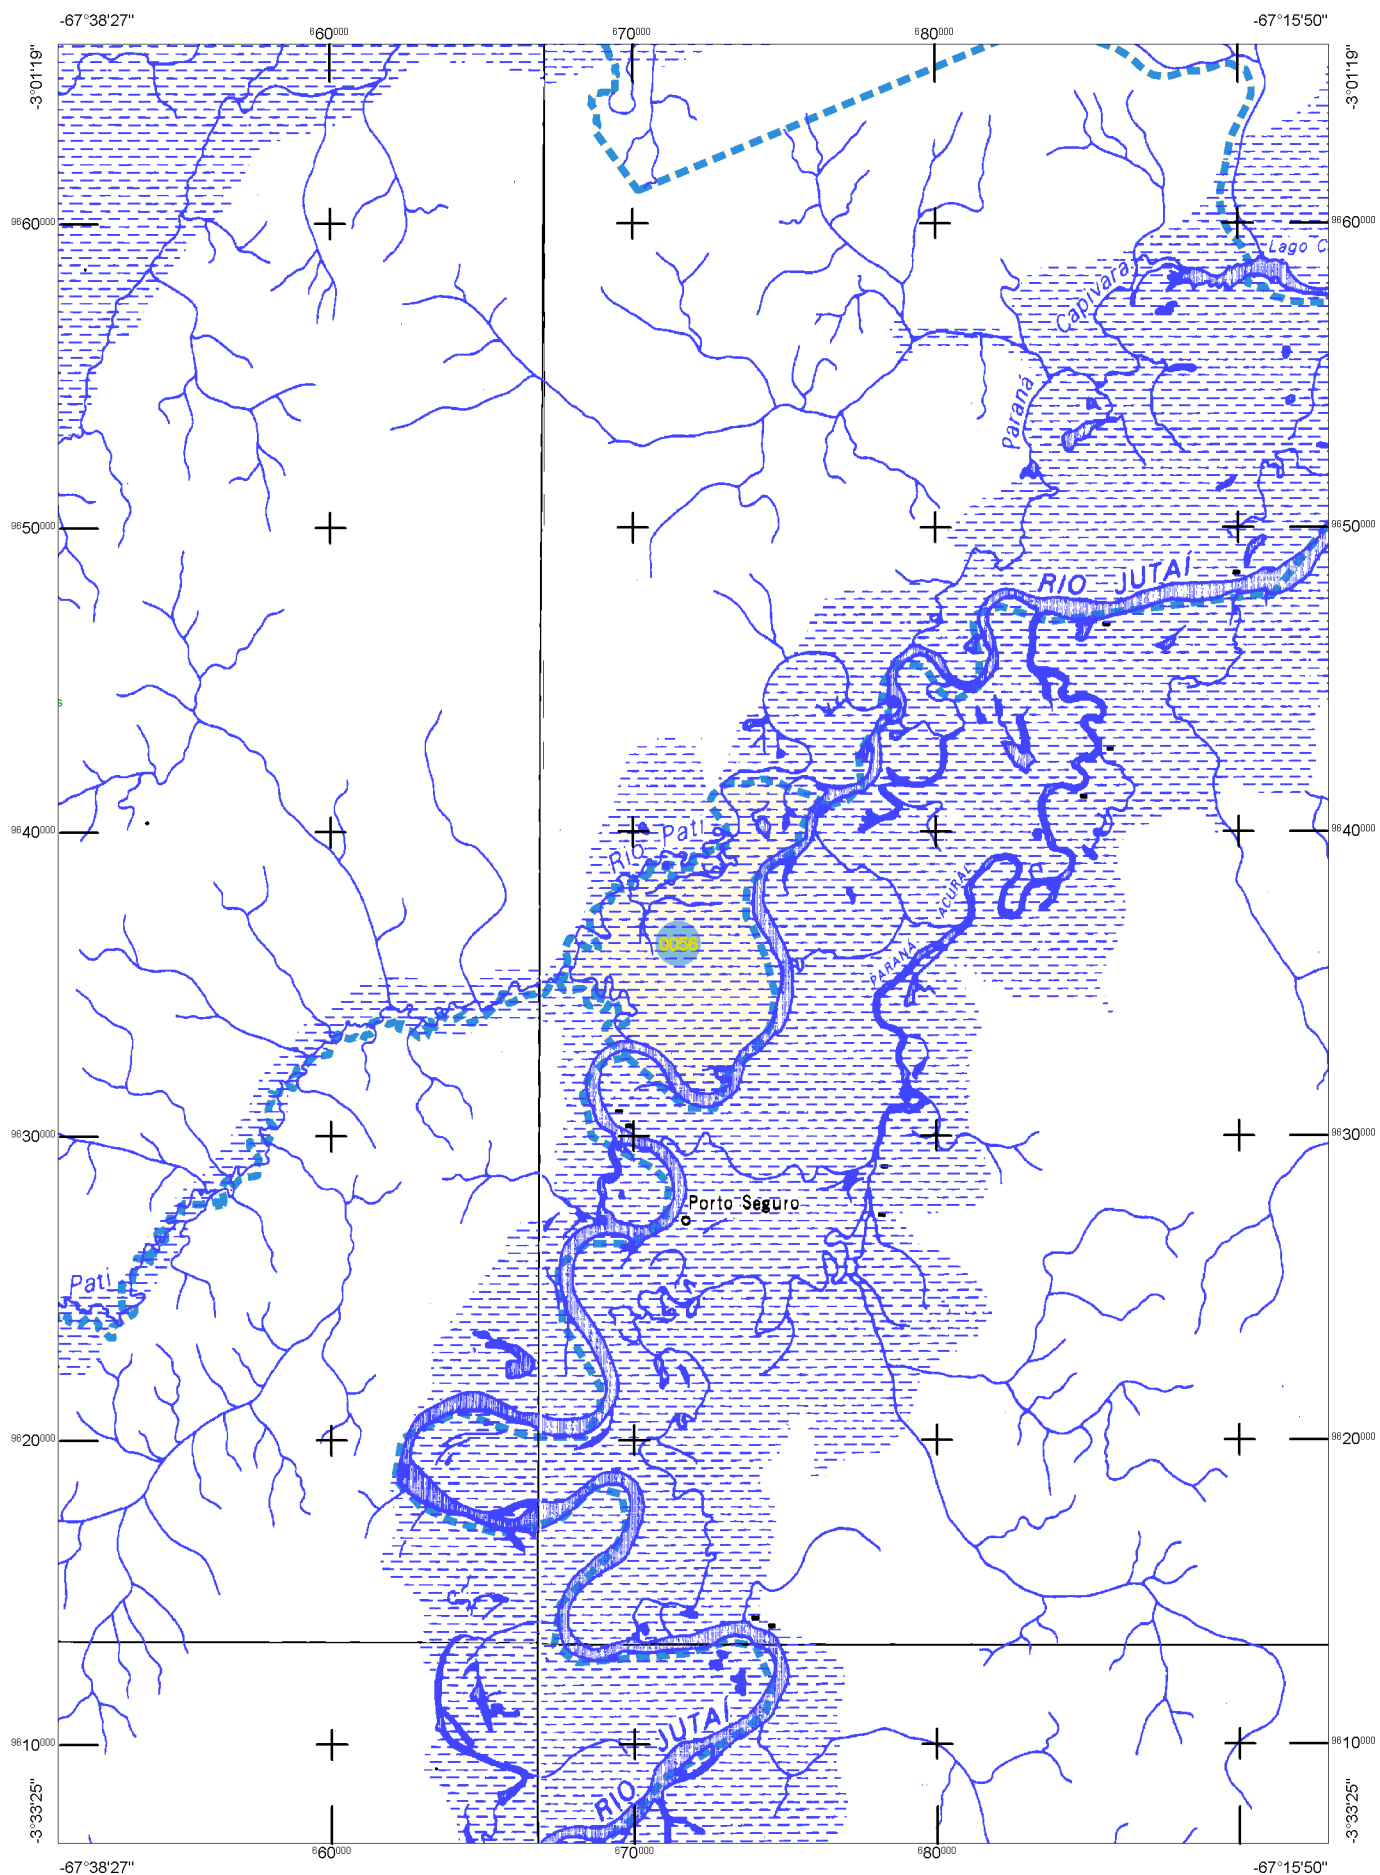 -67°38'27"
-67°15'50"
660000
670000
680000
-3°01'19"
-3°01'19"
9660000
9660000
Lago C
Capivara
Paraná
9650000
9650000
RIO JUTAÍ
s
9640000
9640000
Rio Pati
ACURAI
0056
PARANÁ
9630000
9630000
Porto Seguro
Pati
9620000
9620000
RIO JUTAÍ
9610000
9610000
-3°33'25"
-3°33'25"
660000
670000
680000
-67°38'27"
-67°15'50"